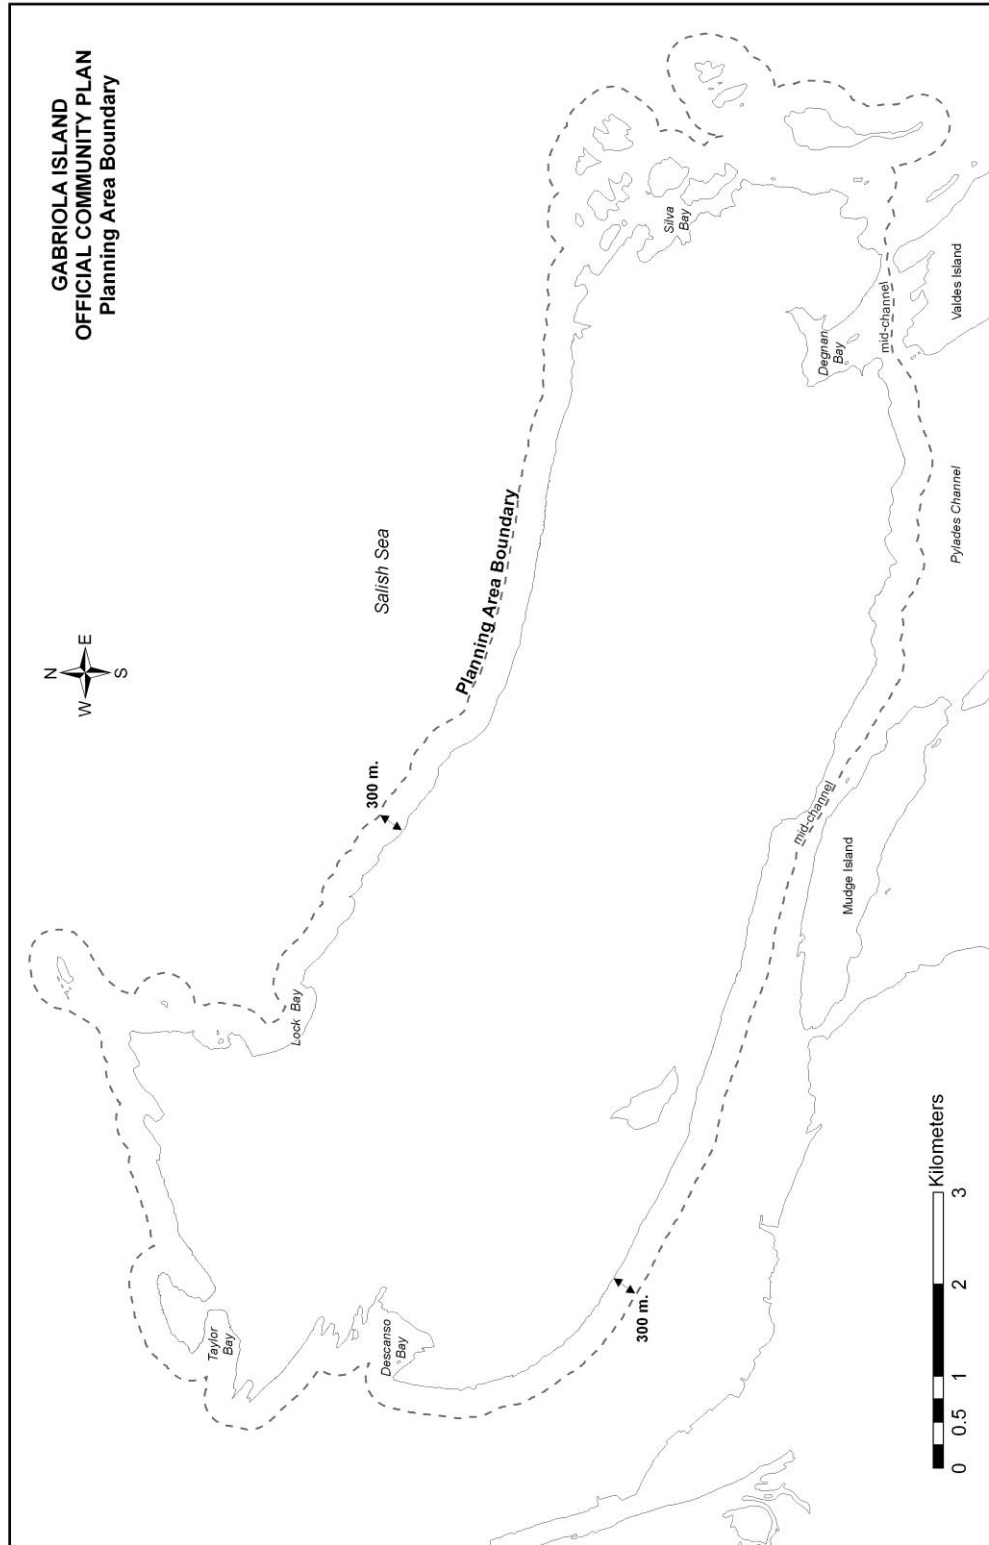 GABRIOLA ISLAND
OFFICIAL COMMUNITY PLAN
Planning Area Boundary
N
W
E
S
Salish Sea
Planning Area Boundary
300 m.
Lock Bay
Taylor
Bay
Descanso
Bay
Silva
Bay
Degnan
Bay
mid-channel
Valdes Island
Pylades Channel
mid-channel
Mudge Island
300 m.
Kilometers
0
0.5
1
2
3